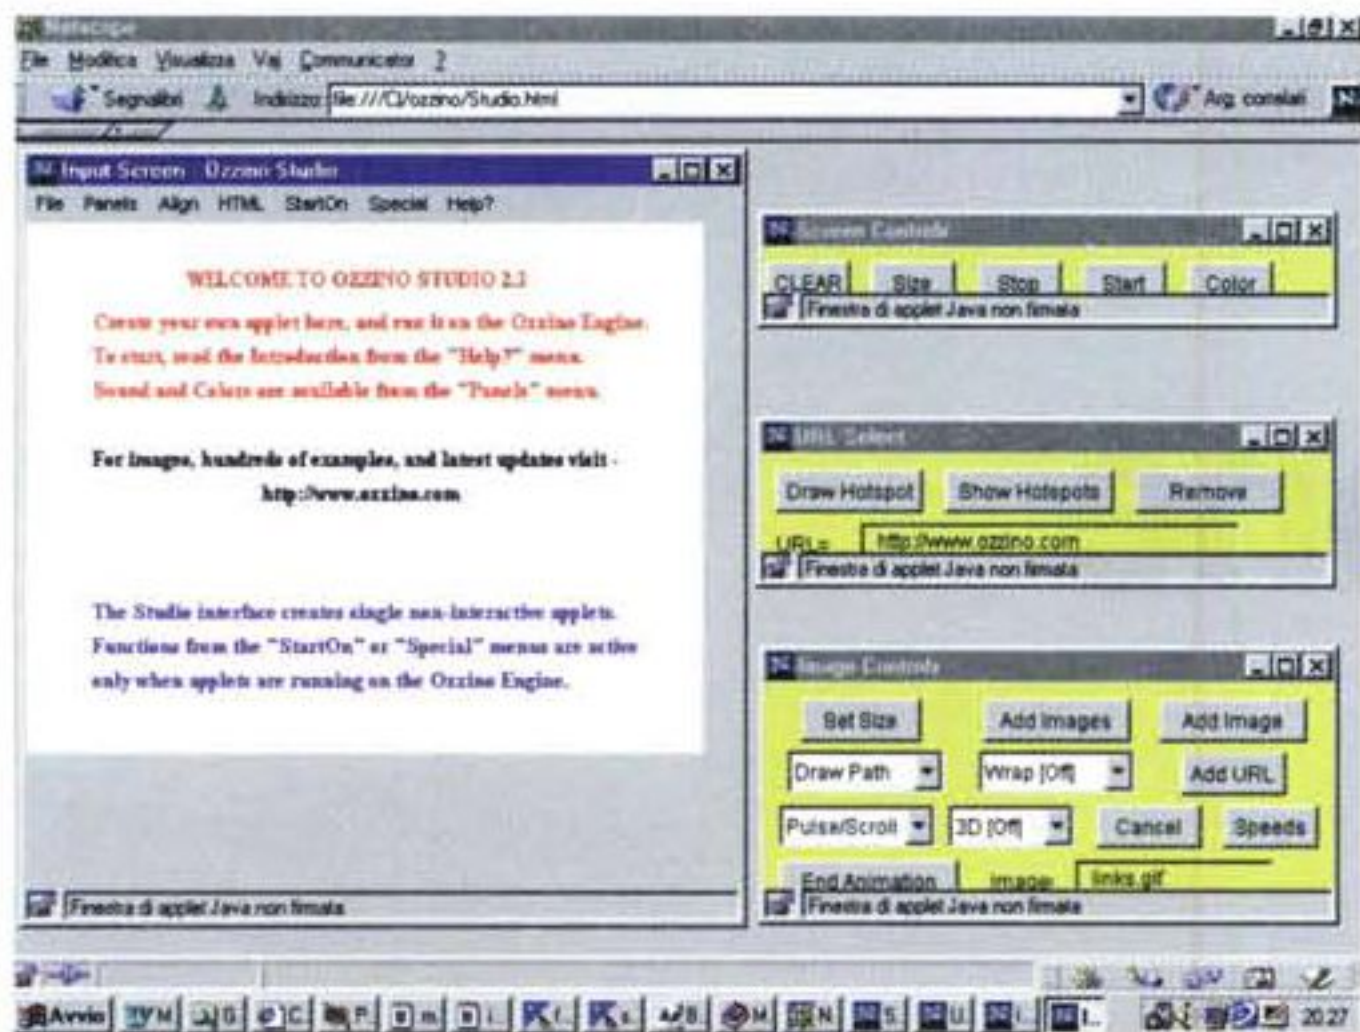 Netscape
File Modifica Visualizza Vai Communicator ?
Segnalibri Indirizzo: file:///C|/ozzino/Studio.html Arg. correlati
Input Screen - Ozzino Studio
File Panels Align HTML StartOn Special Help?
WELCOME TO OZZINO STUDIO
Create your own applet here, and run it on the Ozzino Engine.
To start, read the Introduction from the "Help?" menu.
Sound and Colors are available from the "Panels" menu.
For images, hundreds of examples, and latest updates visit -
http://www.ozzino.com
The Studio interface creates single non-interactive applets.
Functions from the "StartOn" or "Special" menus are active
only when applets are running on the Ozzino Engine.
Finestra di applet Java non firmata
Screen Controls
CLEAR Size Stop Start Color
Finestra di applet Java non firmata
URL Select
Draw Hotspot Show Hotspots Remove
URL= http://www.ozzino.com
Finestra di applet Java non firmata
Image Controls
Set Size Add Images Add Image
Draw Path Wrap [Off] Add URL
Pulse/Scroll 3D [Off] Cancel Speeds
End Animation Image: links.gif
Finestra di applet Java non firmata
Avvio M G C P m i f s B M N S U I I... 20.27